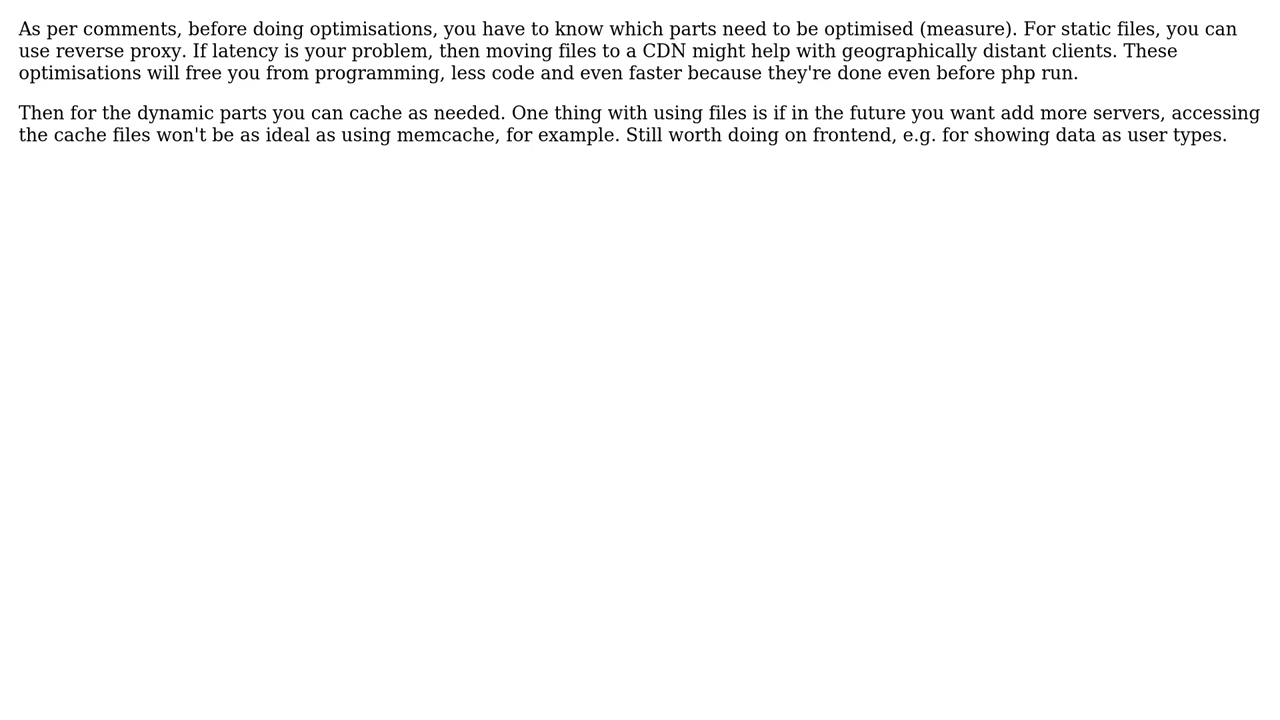 As per comments, before doing optimisations, you have to know which parts need to be optimised (measure). For static files, you can
use reverse proxy. If latency is your problem, then moving files to a CDN might help with geographically distant clients. These
optimisations will free you from programming, less code and even faster because they're done even before php run.
Then for the dynamic parts you can cache as needed. One thing with using files is if in the future you want add more servers, accessing
the cache files won't be as ideal as using memcache, for example. Still worth doing on frontend, e.g. for showing data as user types.